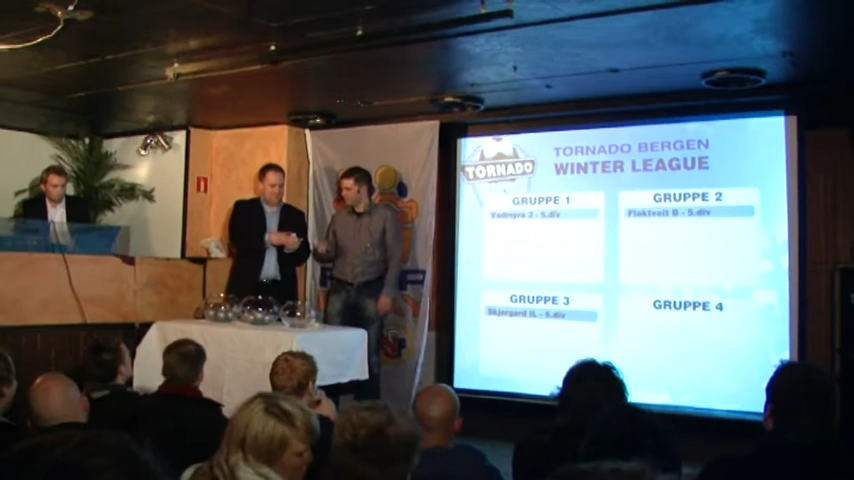 TORNADO
TORNADO BERGEN
WINTER LEAGUE
GRUPPE 1
Vadmyra 2 - 5.div
GRUPPE 2
Flaktveit B - 5.div
GRUPPE 3
Skjergard IL - 5.div
GRUPPE 4